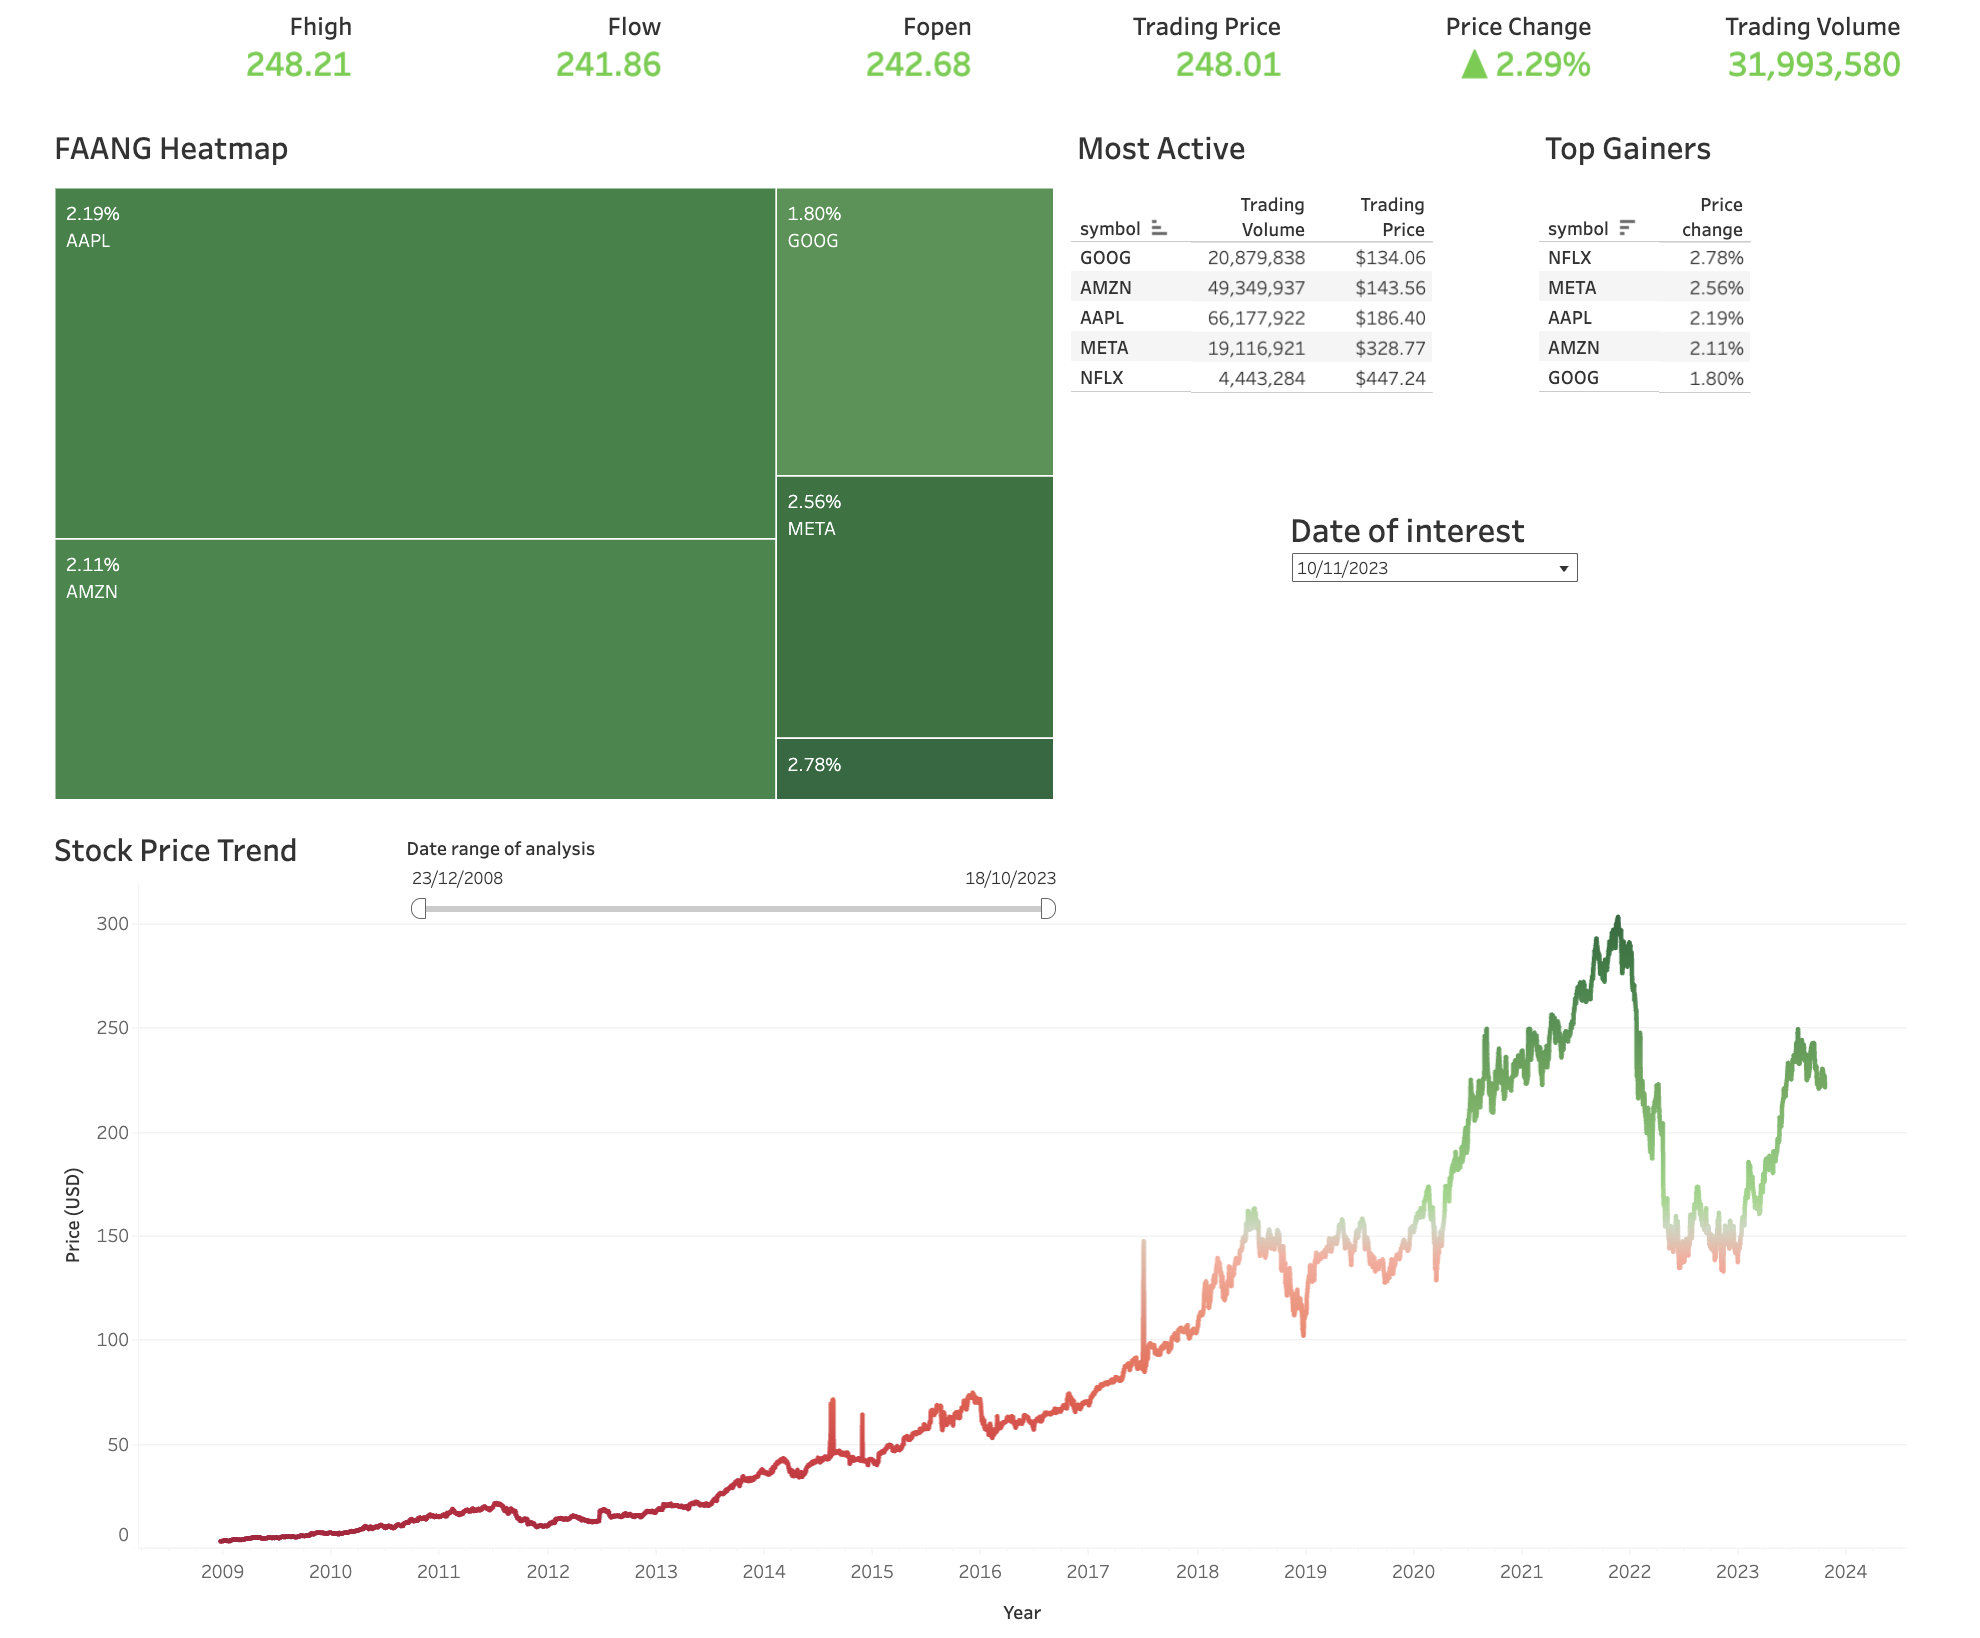 Fhigh Flow Fopen Trading Price Price Change Trading Volume
248.21 241.86 242.68 248.01 ▲ 2.29% 31,993,580
FAANG Heatmap
2.19%
AAPL
1.80%
GOOG
2.11%
AMZN
2.56%
META
2.78%
Most Active
Trading Trading
symbol Volume Price
GOOG 20,879,838 $134.06
AMZN 49,349,937 $143.56
AAPL 66,177,922 $186.40
META 19,116,921 $328.77
NFLX 4,443,284 $447.24
Top Gainers
Price
symbol change
NFLX 2.78%
META 2.56%
AAPL 2.19%
AMZN 2.11%
GOOG 1.80%
Date of interest
10/11/2023
Stock Price Trend
Date range of analysis
23/12/2008 18/10/2023
300
250
200
150
100
50
0
Price (USD)
2009 2010 2011 2012 2013 2014 2015 2016 2017 2018 2019 2020 2021 2022 2023 2024
Year